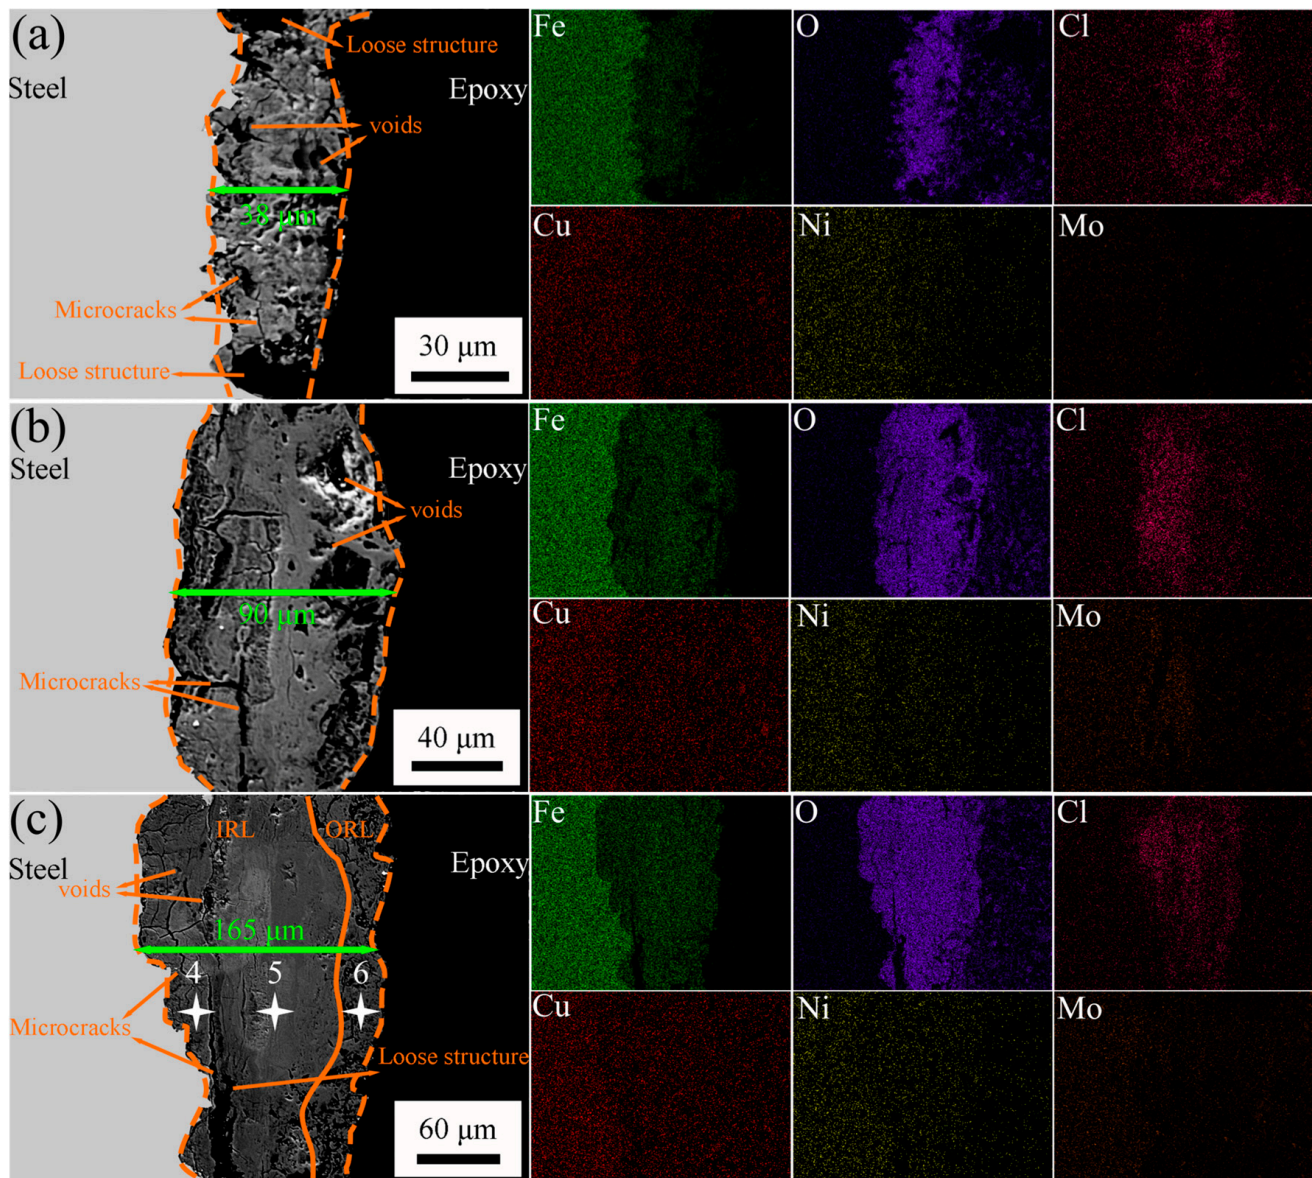 (a)
Loose structure
Steel
Epoxy
voids
38 μm
Microcracks
30 μm
Loose structure
Fe
O
Cl
Cu
Ni
Mo
(b)
Steel
Epoxy
voids
90 μm
Microcracks
40 μm
Fe
O
Cl
Cu
Ni
Mo
(c)
IRL
ORL
Steel
Epoxy
voids
165 μm
4
5
6
Microcracks
Loose structure
60 μm
Fe
O
Cl
Cu
Ni
Mo